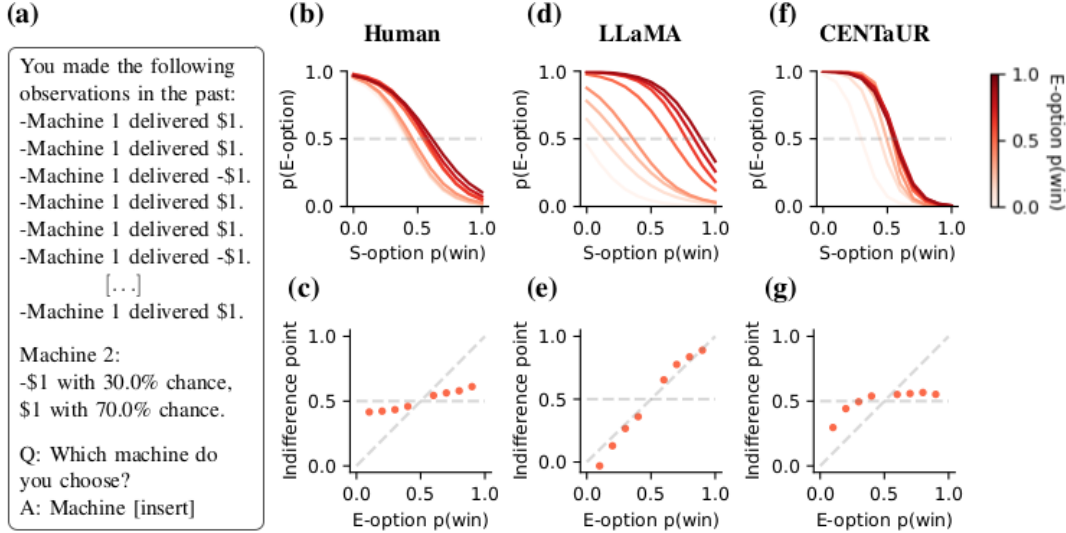 (a)
You made the following
observations in the past:
-Machine 1 delivered $1.
-Machine 1 delivered $1.
-Machine 1 delivered -$1.
-Machine 1 delivered $1.
-Machine 1 delivered $1.
-Machine 1 delivered -$1.
[...]
-Machine 1 delivered $1.
Machine 2:
-$1 with 30.0% chance,
$1 with 70.0% chance.
Q: Which machine do
you choose?
A: Machine [insert]
(b)
Human
p(E-option)
1.0
0.5
0.0
0.0 0.5 1.0
S-option p(win)
(d)
LLaMA
p(E-option)
1.0
0.5
0.0
0.0 0.5 1.0
S-option p(win)
(f)
CENTaUR
p(E-option)
1.0
0.5
0.0
0.0 0.5 1.0
S-option p(win)
1.0
0.5
0.0
E-option p(win)
(c)
Indifference point
1.0
0.5
0.0
0.0 0.5 1.0
E-option p(win)
(e)
Indifference point
1.0
0.5
0.0
0.0 0.5 1.0
E-option p(win)
(g)
Indifference point
1.0
0.5
0.0
0.0 0.5 1.0
E-option p(win)